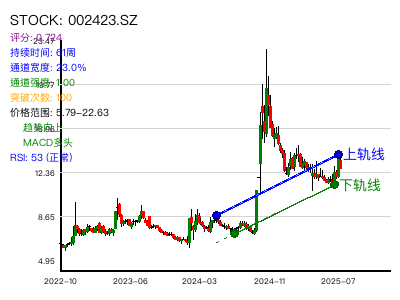 STOCK: 002423.SZ
评分: 0.724
持续时间: 61周
通道宽度: 23.0%
通道强度: 1.00
突破次数: 100
价格范围: 5.79~22.63
趋势向上
MACD多头
RSI: 53 (正常)
上轨线
下轨线
12.36
8.65
4.95
2022-10
2023-06
2024-03
2024-11
2025-07